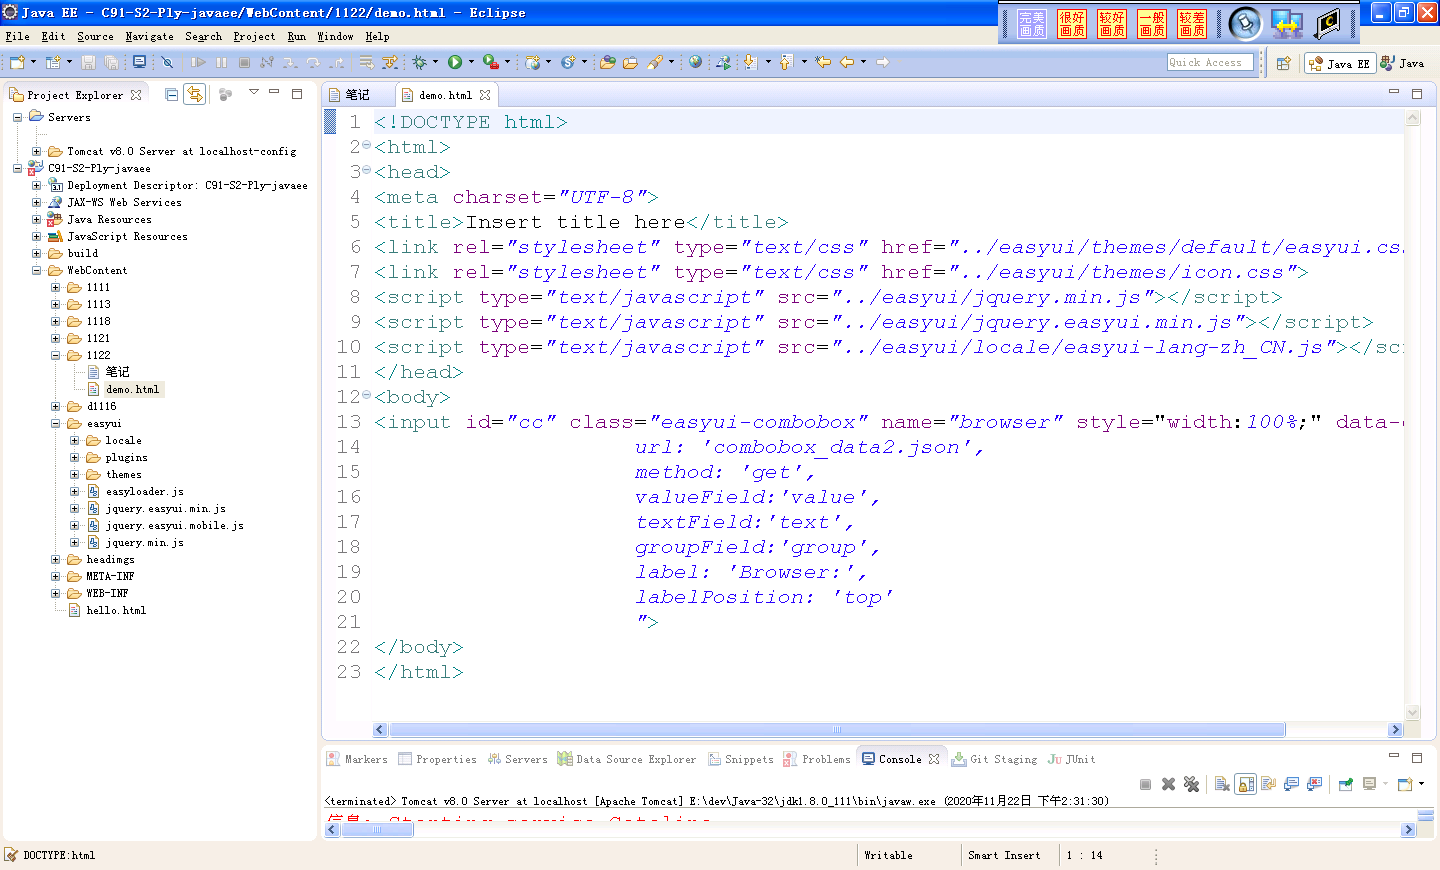 Java EE - C91-S2-Ply-javaee/WebContent/1122/demo.html - Eclipse
完美画质
很好画质
较好画质
一般画质
较差画质
File Edit Source Navigate Search Project Run Window Help
Quick Access
Java EE
Java
Project Explorer
Servers
Tomcat v8.0 Server at localhost-config
C91-S2-Ply-javaee
Deployment Descriptor: C91-S2-Ply-javaee
JAX-WS Web Services
Java Resources
JavaScript Resources
build
WebContent
1111
1113
1118
1121
1122
笔记
demo.html
d1116
easyui
locale
plugins
themes
easyloader.js
jquery.easyui.min.js
jquery.easyui.mobile.js
jquery.min.js
headimgs
META-INF
WEB-INF
hello.html
笔记
demo.html
1 <!DOCTYPE html>
2 <html>
3 <head>
4 <meta charset="UTF-8">
5 <title>Insert title here</title>
6 <link rel="stylesheet" type="text/css" href="../easyui/themes/default/easyui.cs
7 <link rel="stylesheet" type="text/css" href="../easyui/themes/icon.css">
8 <script type="text/javascript" src="../easyui/jquery.min.js"></script>
9 <script type="text/javascript" src="../easyui/jquery.easyui.min.js"></script>
10 <script type="text/javascript" src="../easyui/locale/easyui-lang-zh_CN.js"></scr
11 </head>
12 <body>
13 <input id="cc" class="easyui-combobox" name="browser" style="width:100%;" data-
14 url: 'combobox_data2.json',
15 method: 'get',
16 valueField:'value',
17 textField:'text',
18 groupField:'group',
19 label: 'Browser:',
20 labelPosition: 'top'
21 ">
22 </body>
23 </html>
Markers Properties Servers Data Source Explorer Snippets Problems Console Git Staging JUnit
<terminated> Tomcat v8.0 Server at localhost [Apache Tomcat] E:\dev\Java-32\jdk1.8.0_111\bin\javaw.exe (2020年11月22日 下午2:31:30)
信息: Starting service Catalina
DOCTYPE:html
Writable
Smart Insert
1 : 14